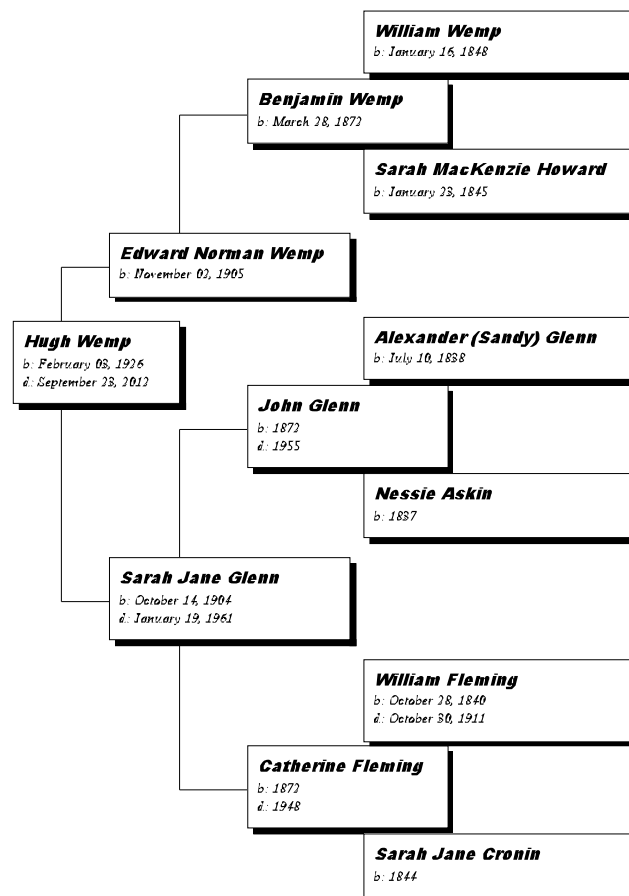 William Wemp
b: January 16, 1848
Benjamin Wemp
b: March 28, 1872
Sarah MacKenzie Howard
b: January 23, 1845
Edward Norman Wemp
b: November 02, 1905
Hugh Wemp
b: February 03, 1926
d: September 23, 2012
Alexander (Sandy) Glenn
b: July 10, 1838
John Glenn
b: 1872
d: 1955
Nessie Askin
b: 1837
Sarah Jane Glenn
b: October 14, 1904
d: January 19, 1961
William Fleming
b: October 28, 1840
d: October 30, 1911
Catherine Fleming
b: 1872
d: 1948
Sarah Jane Cronin
b: 1844